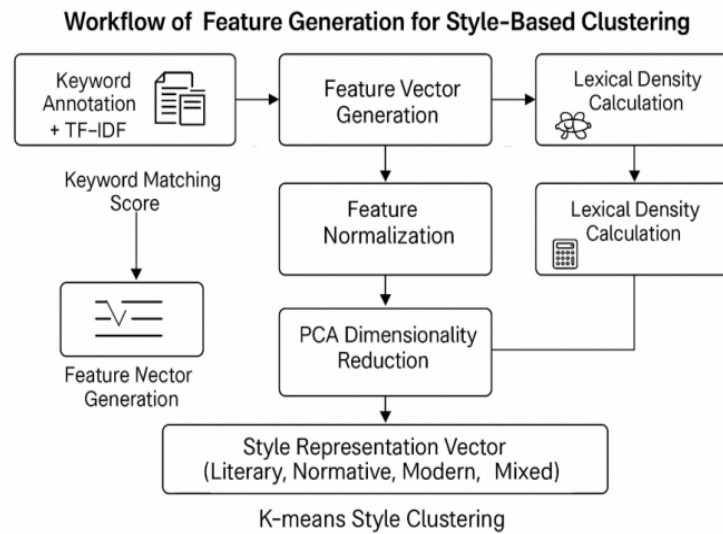 Workflow of Feature Generation for Style-Based Clustering
Keyword
Annotation
+ TF-IDF
Feature Vector
Generation
Lexical Density
Calculation
Keyword Matching
Score
Feature
Normalization
Lexical Density
Calculation
Feature Nector
Generation
PCA Dimensionality
Reduction
Style Representation Vector
(Literary, Normative, Modern, Mixed)
K-means Style Clustering